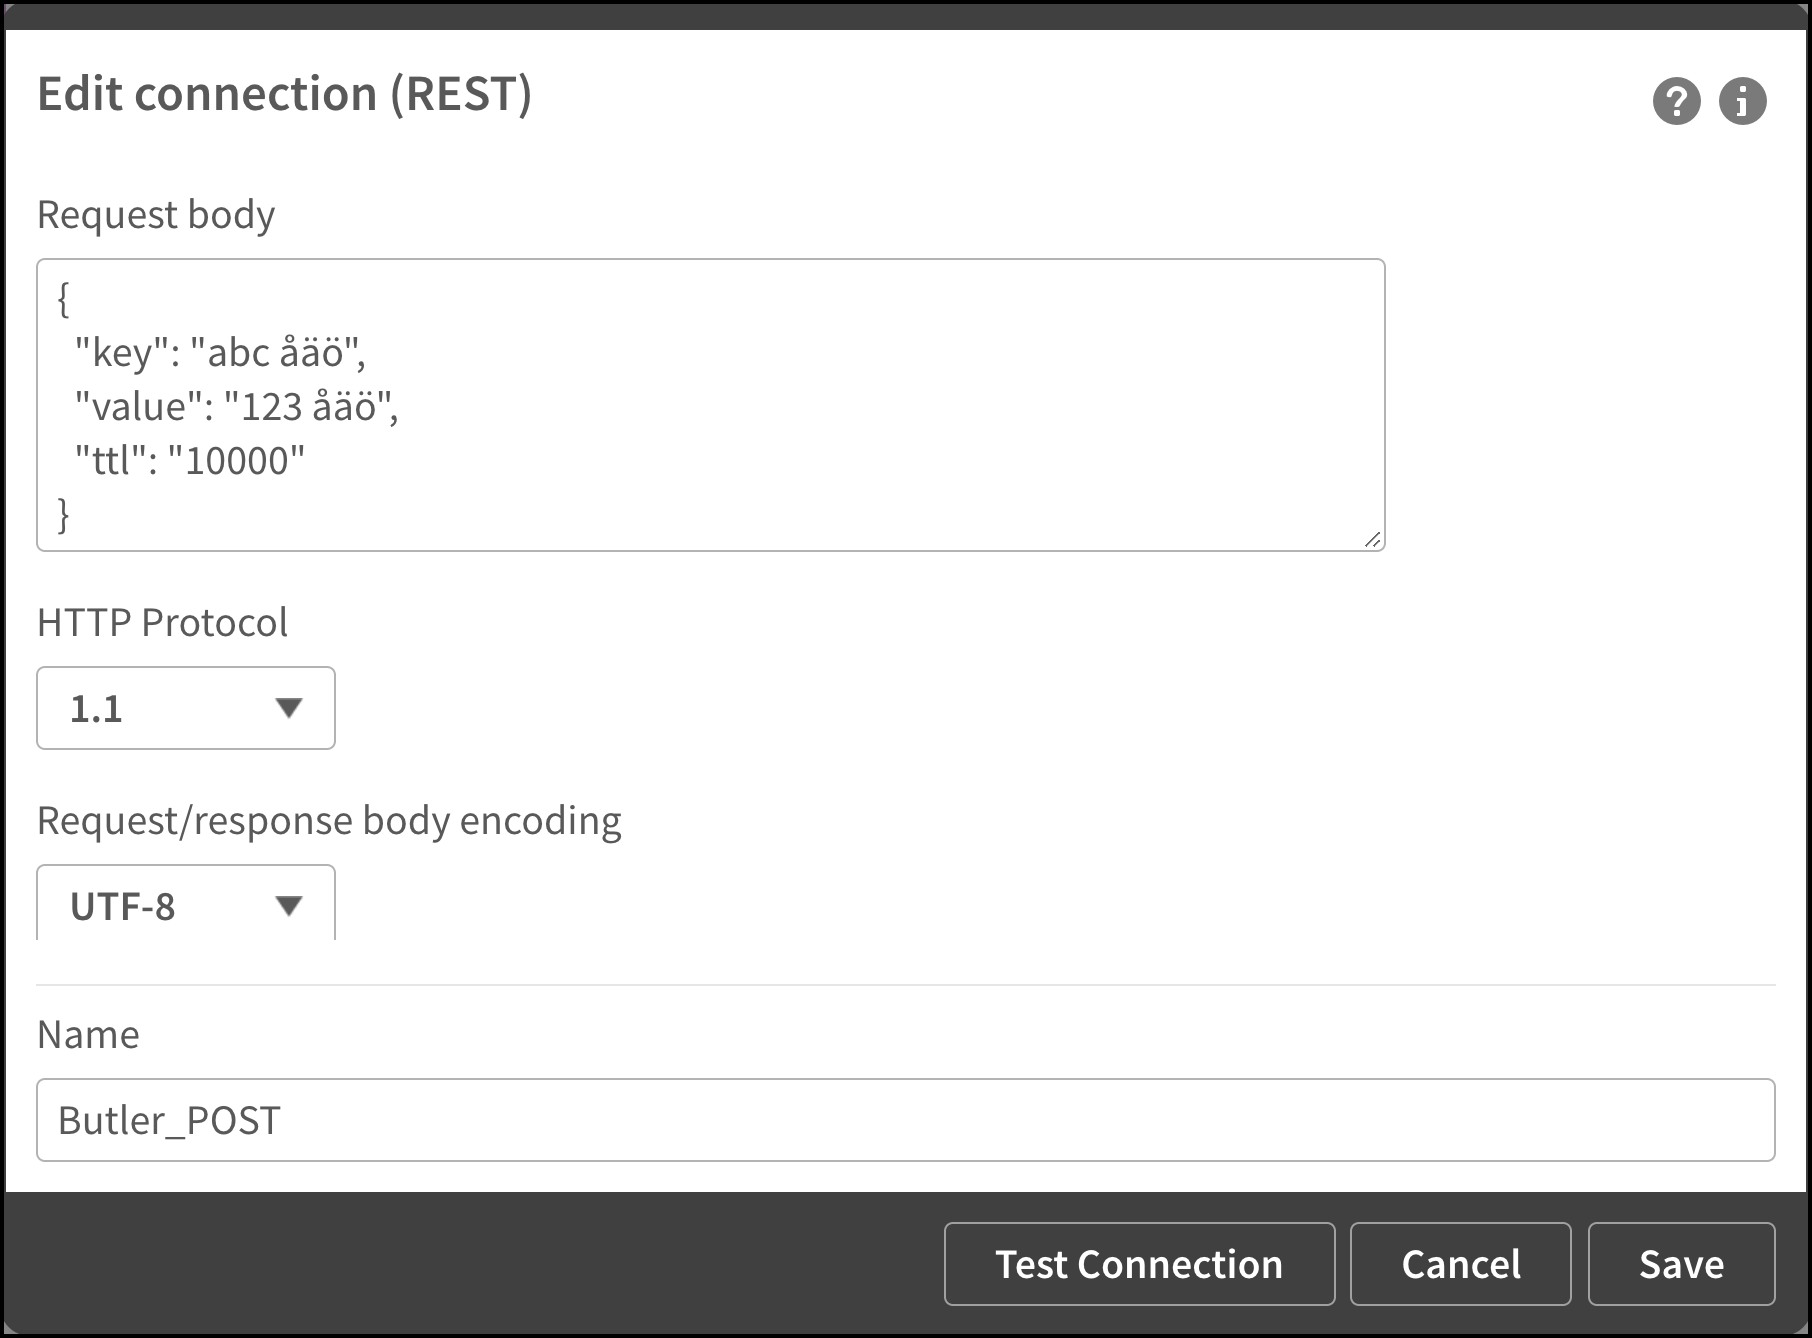 Edit connection (REST)
? i
Request body
{
"key": "abc åäö",
"value": "123 åäö",
"ttl": "10000"
}
HTTP Protocol
1.1
Request/response body encoding
UTF-8
Name
Butler_POST
Test Connection Cancel Save